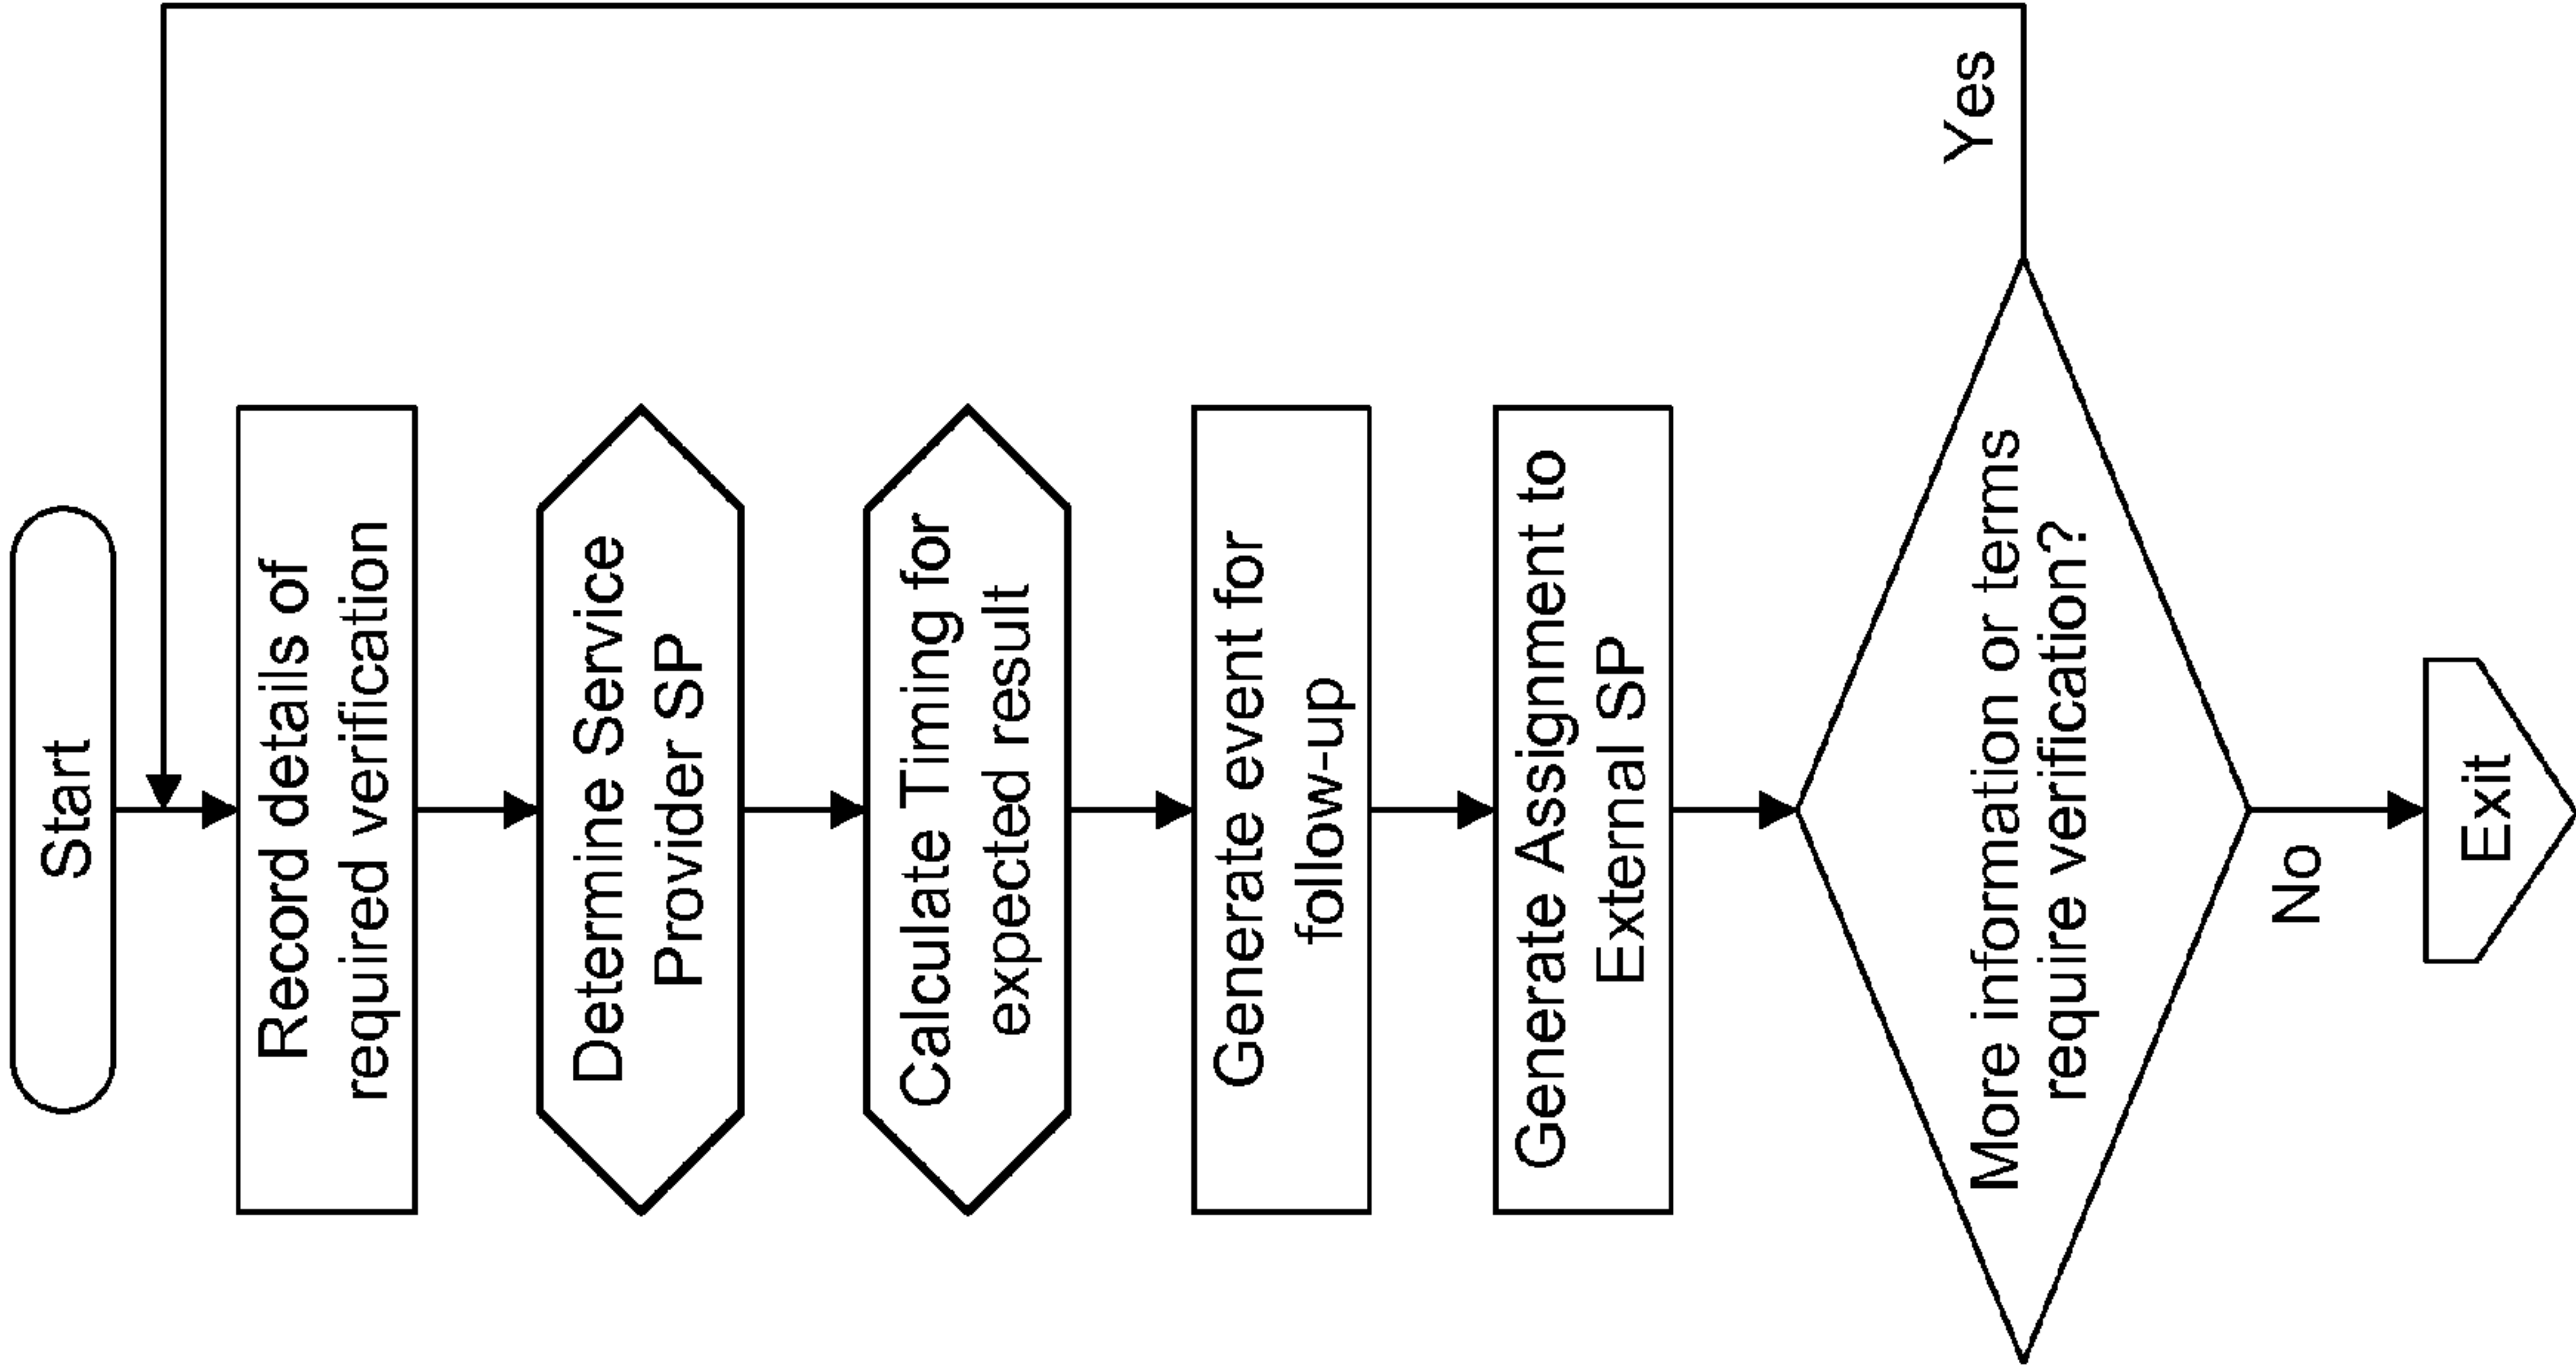 Start
Record details of
required verification
Determine Service
Provider SP
Calculate Timing for
expected result
Generate event for
follow-up
Generate Assignment to
External SP
More information or terms
require verification?
Yes
No
Exit